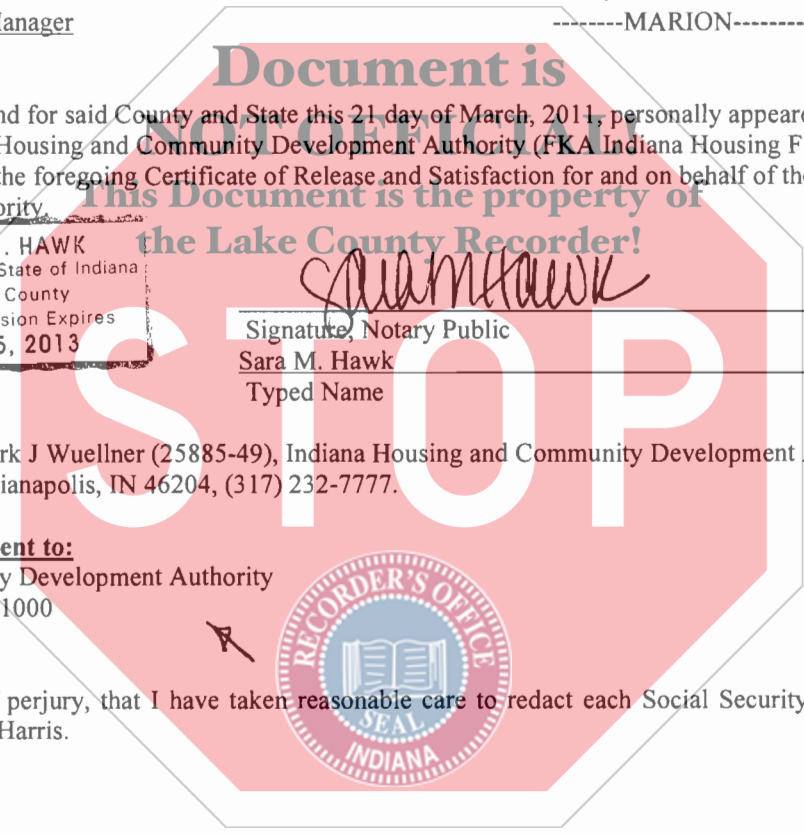 Manager
--------MARION--------
Document is
nd for said County and State this 21 day of March, 2011, personally appeare
NOT OFFICIAL!
Housing and Community Development Authority (FKA Indiana Housing F
the foregoing Certificate of Release and Satisfaction for and on behalf of the
This Document is the property of
ority
the Lake County Recorder!
. HAWK
State of Indiana
County
sion Expires
5, 2013
Sara M Hawk
Signature, Notary Public
Sara M. Hawk
Typed Name
STOP
rk J Wuellner (25885-49), Indiana Housing and Community Development
ianapolis, IN 46204, (317) 232-7777.
ent to:
y Development Authority
1000
RECORDER'S OFFICE
SEAL
INDIANA
perjury, that I have taken reasonable care to redact each Social Security
Harris.